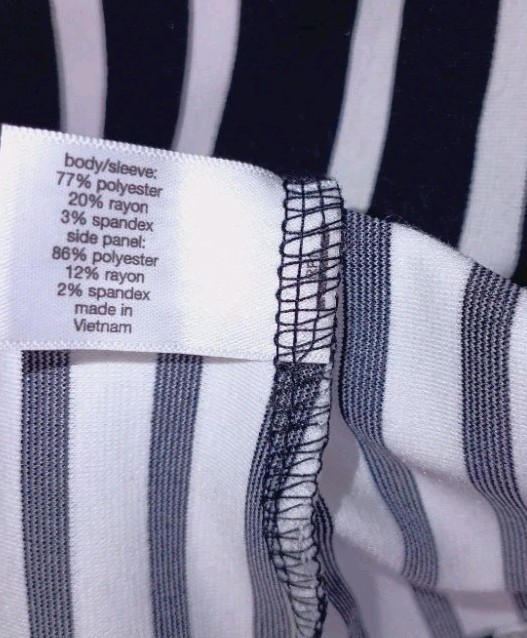 body/sleeve:
77% polyester
20% rayon
3% spandex
side panel:
86% polyester
12% rayon
2% spandex
made in
Vietnam